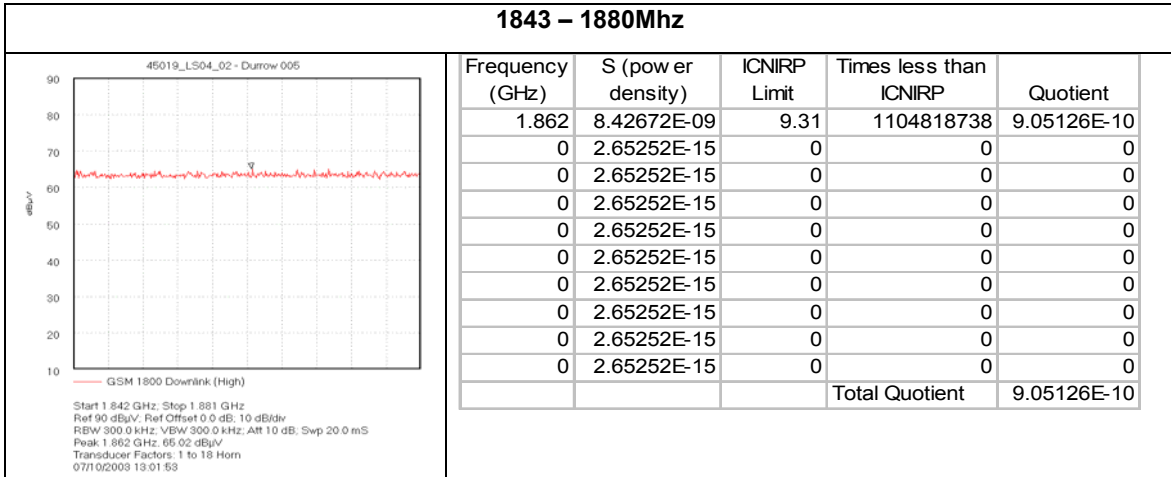 1843 – 1880Mhz
45019_LS04_02 - Durrow 005
90
80
70
60
50
40
30
20
10
dBµV
GSM 1800 Downlink (High)
Start 1.842 GHz; Stop 1.881 GHz
Ref 90 dBµV; Ref Offset 0.0 dB; 10 dB/div
RBW 300.0 kHz; VBW 300.0 kHz; Att 10 dB; Swp 20.0 mS
Peak 1.862 GHz, 65.02 dBµV
Transducer Factors: 1 to 18 Horn
07/10/2003 13:01:53
Frequency (GHz) S (pow er density) ICNIRP Limit Times less than ICNIRP Quotient
1.862 8.42672E-09 9.31 1104818738 9.05126E-10
0 2.65252E-15 0 0 0
0 2.65252E-15 0 0 0
0 2.65252E-15 0 0 0
0 2.65252E-15 0 0 0
0 2.65252E-15 0 0 0
0 2.65252E-15 0 0 0
0 2.65252E-15 0 0 0
0 2.65252E-15 0 0 0
0 2.65252E-15 0 0 0
Total Quotient 9.05126E-10